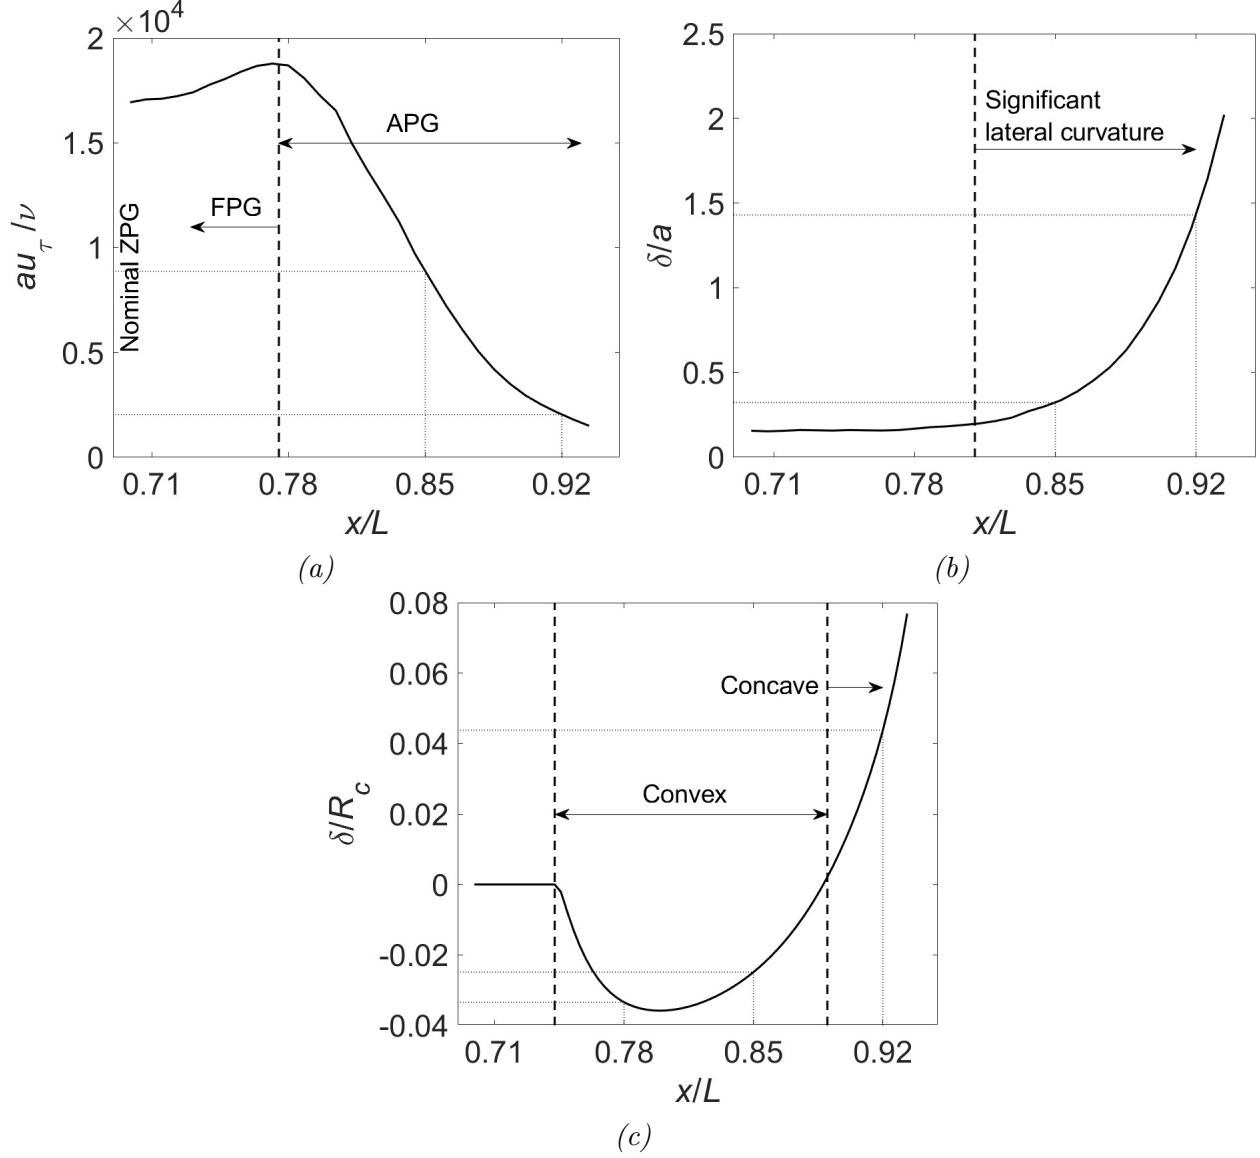 ×10⁴
2
1.5
1
0.5
0
APG
FPG
Nominal ZPG
au_τ/ν
0.71 0.78 0.85 0.92
x/L
(a)
2.5
2
1.5
1
0.5
0
Significant
lateral curvature
δ/a
0.71 0.78 0.85 0.92
x/L
(b)
0.08
0.06
0.04
0.02
0
-0.02
-0.04
Concave
Convex
δ/R_c
0.71 0.78 0.85 0.92
x/L
(c)